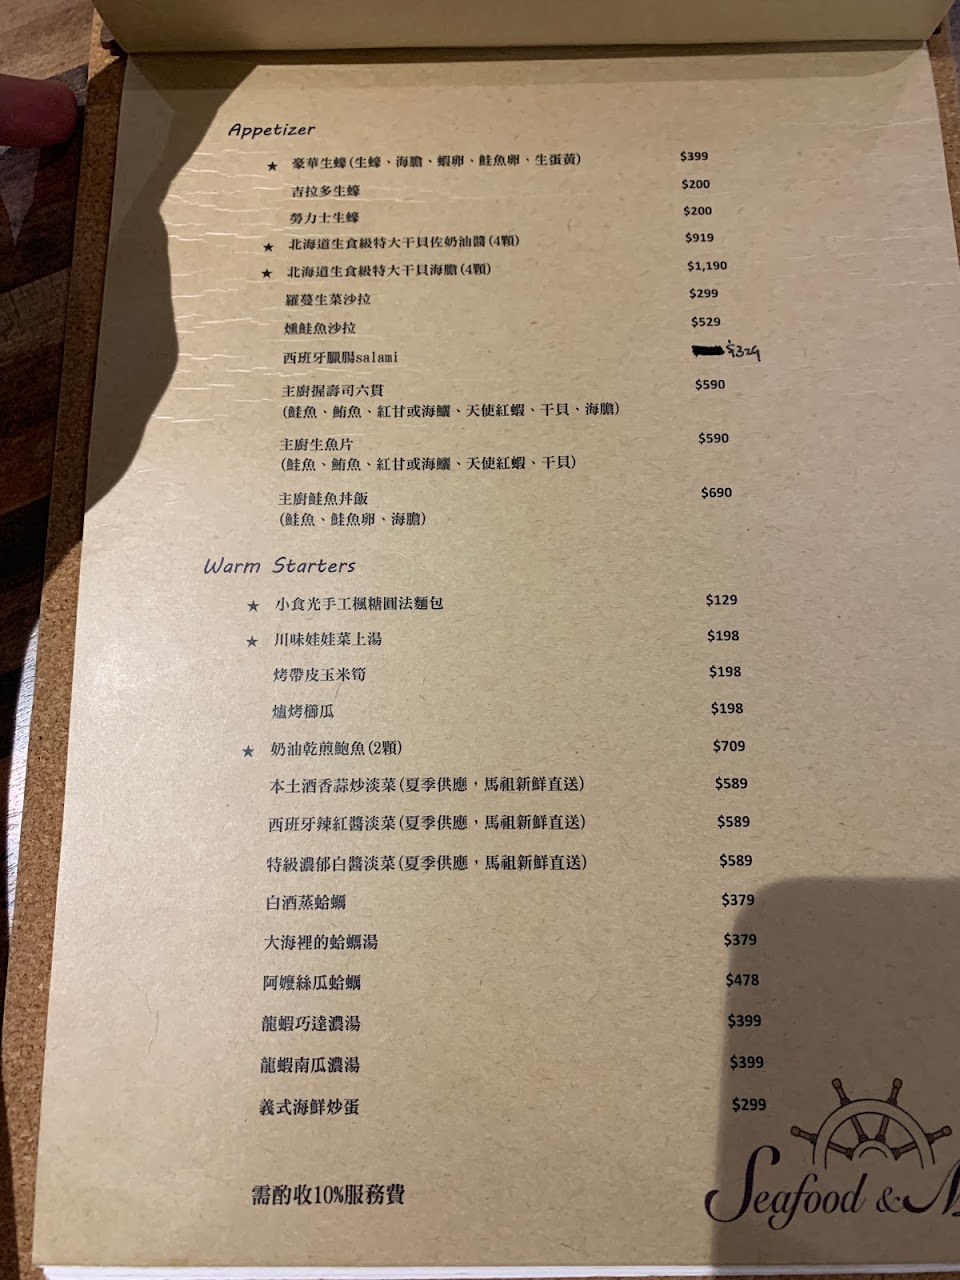 Appetizer
★ 豪華生蠔(生蠔、海膽、蝦卵、鮭魚卵、生蛋黃) $399
吉拉多生蠔 $200
勞力士生蠔 $200
★ 北海道生食級特大干貝佐奶油醬(4顆) $919
★ 北海道生食級特大干貝海膽(4顆) $1,190
羅蔓生菜沙拉 $299
燻鮭魚沙拉 $529
西班牙臘腸salami $329
主廚握壽司六貫 $590
(鮭魚、鮪魚、紅甘或海鱺、天使紅蝦、干貝、海膽)
主廚生魚片 $590
(鮭魚、鮪魚、紅甘或海鱺、天使紅蝦、干貝)
主廚鮭魚丼飯 $690
(鮭魚、鮭魚卵、海膽)
Warm Starters
★ 小食光手工楓糖圓法麵包 $129
★ 川味娃娃菜上湯 $198
烤帶皮玉米筍 $198
爐烤櫛瓜 $198
★ 奶油乾煎鮑魚(2顆) $709
本土酒香蒜炒淡菜(夏季供應，馬祖新鮮直送) $589
西班牙辣紅醬淡菜(夏季供應，馬祖新鮮直送) $589
特級濃郁白醬淡菜(夏季供應，馬祖新鮮直送) $589
白酒蒸蛤蠣 $379
大海裡的蛤蠣湯 $379
阿嬤絲瓜蛤蠣 $478
龍蝦巧達濃湯 $399
龍蝦南瓜濃湯 $399
義式海鮮炒蛋 $299
需酌收10%服務費
Seafood &